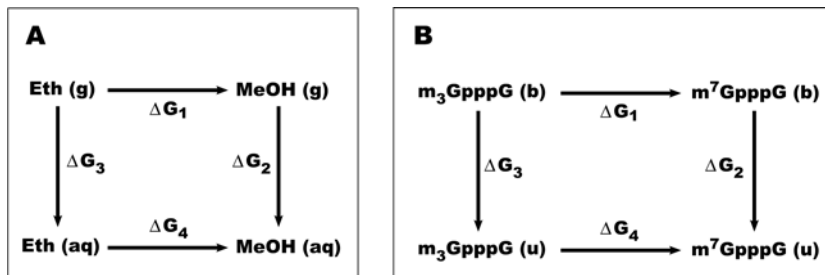 A
Eth (g) MeOH (g)
ΔG₁
ΔG₃ ΔG₂
ΔG₄
Eth (aq) MeOH (aq)
B
m₃GpppG (b) m⁷GpppG (b)
ΔG₁
ΔG₃ ΔG₂
ΔG₄
m₃GpppG (u) m⁷GpppG (u)